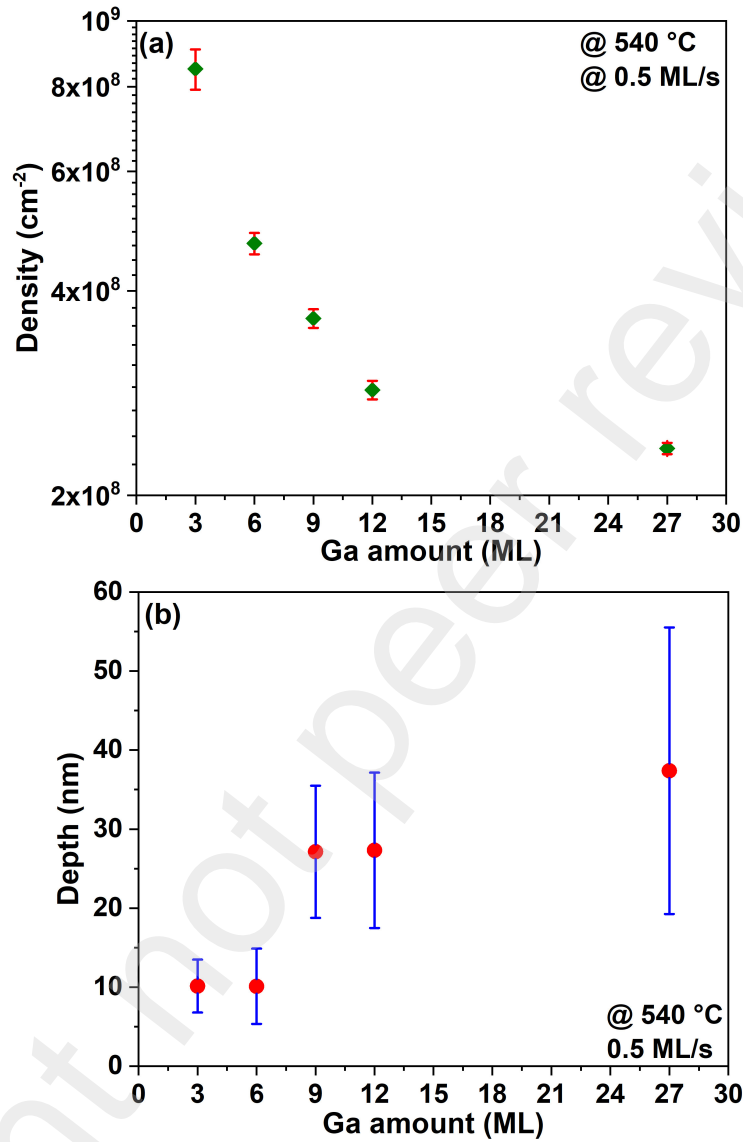 (a)
@ 540 °C
@ 0.5 ML/s
10⁹
8x10⁸
6x10⁸
4x10⁸
2x10⁸
Density (cm⁻²)
0 3 6 9 12 15 18 21 24 27 30
Ga amount (ML)
(b)
60
50
40
30
20
10
0
Depth (nm)
@ 540 °C
0.5 ML/s
0 3 6 9 12 15 18 21 24 27 30
Ga amount (ML)
not peer